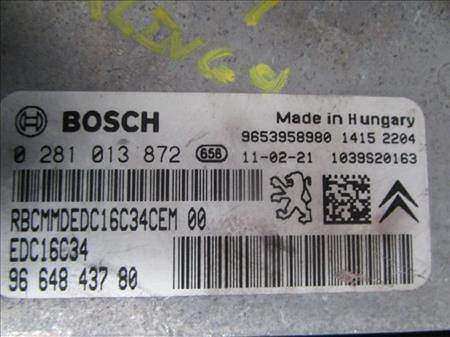 BOSCH
Made in Hungary
9653958980 1415 2204
0 281 013 872 658 11-02-21 1039S20163
RBCMMDEDC16C34CEM 00
EDC16C34
96 648 437 80